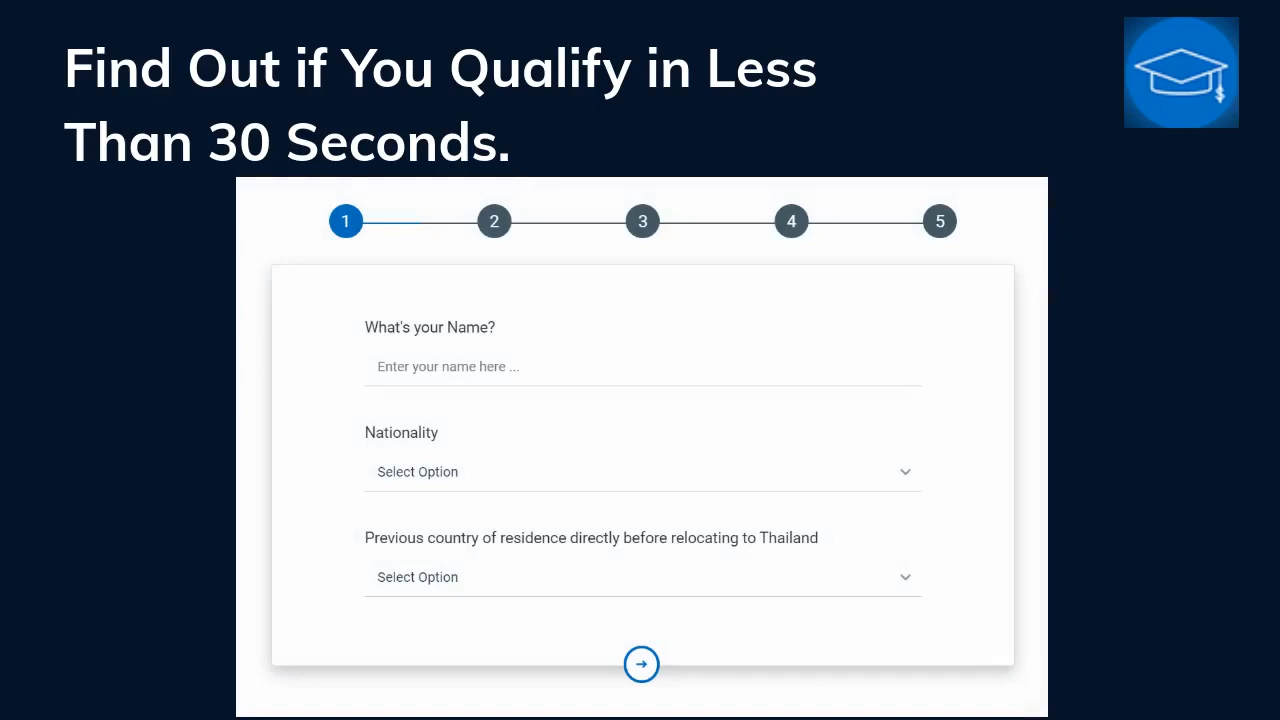 Find Out if You Qualify in Less
Than 30 Seconds.
$
1 2 3 4 5
What's your Name?
Enter your name here ...
Nationality
Select Option
Previous country of residence directly before relocating to Thailand
Select Option